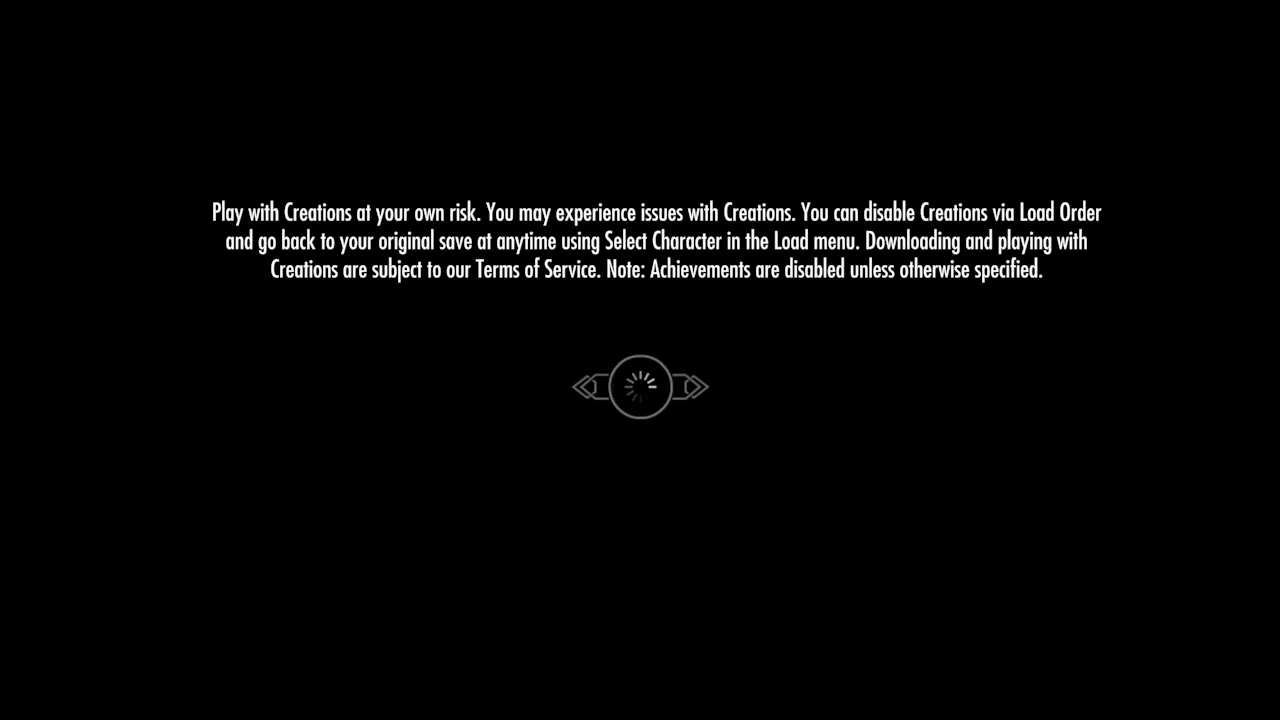 Play with Creations at your own risk. You may experience issues with Creations. You can disable Creations via Load Order
and go back to your original save at anytime using Select Character in the Load menu. Downloading and playing with
Creations are subject to our Terms of Service. Note: Achievements are disabled unless otherwise specified.